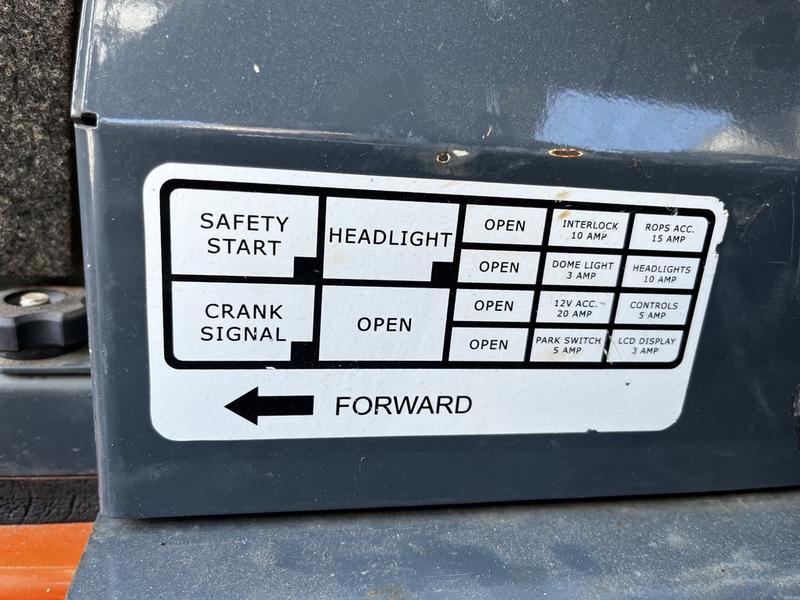 SAFETY
START
HEADLIGHT
OPEN
INTERLOCK
10 AMP
ROPS ACC.
15 AMP
OPEN
DOME LIGHT
3 AMP
HEADLIGHTS
10 AMP
CRANK
SIGNAL
OPEN
OPEN
12V ACC.
20 AMP
CONTROLS
5 AMP
OPEN
PARK SWITCH
5 AMP
LCD DISPLAY
3 AMP
FORWARD